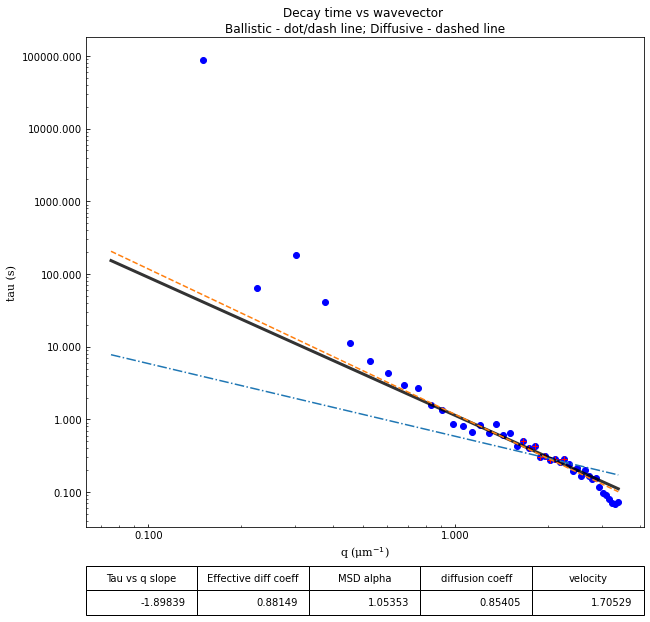 Decay time vs wavevector
Ballistic - dot/dash line; Diffusive - dashed line
100000.000
10000.000
1000.000
100.000
10.000
1.000
0.100
tau (s)
0.100 1.000
q (μm⁻¹)
Tau vs q slope Effective diff coeff MSD alpha diffusion coeff velocity
-1.89839 0.88149 1.05353 0.85405 1.70529